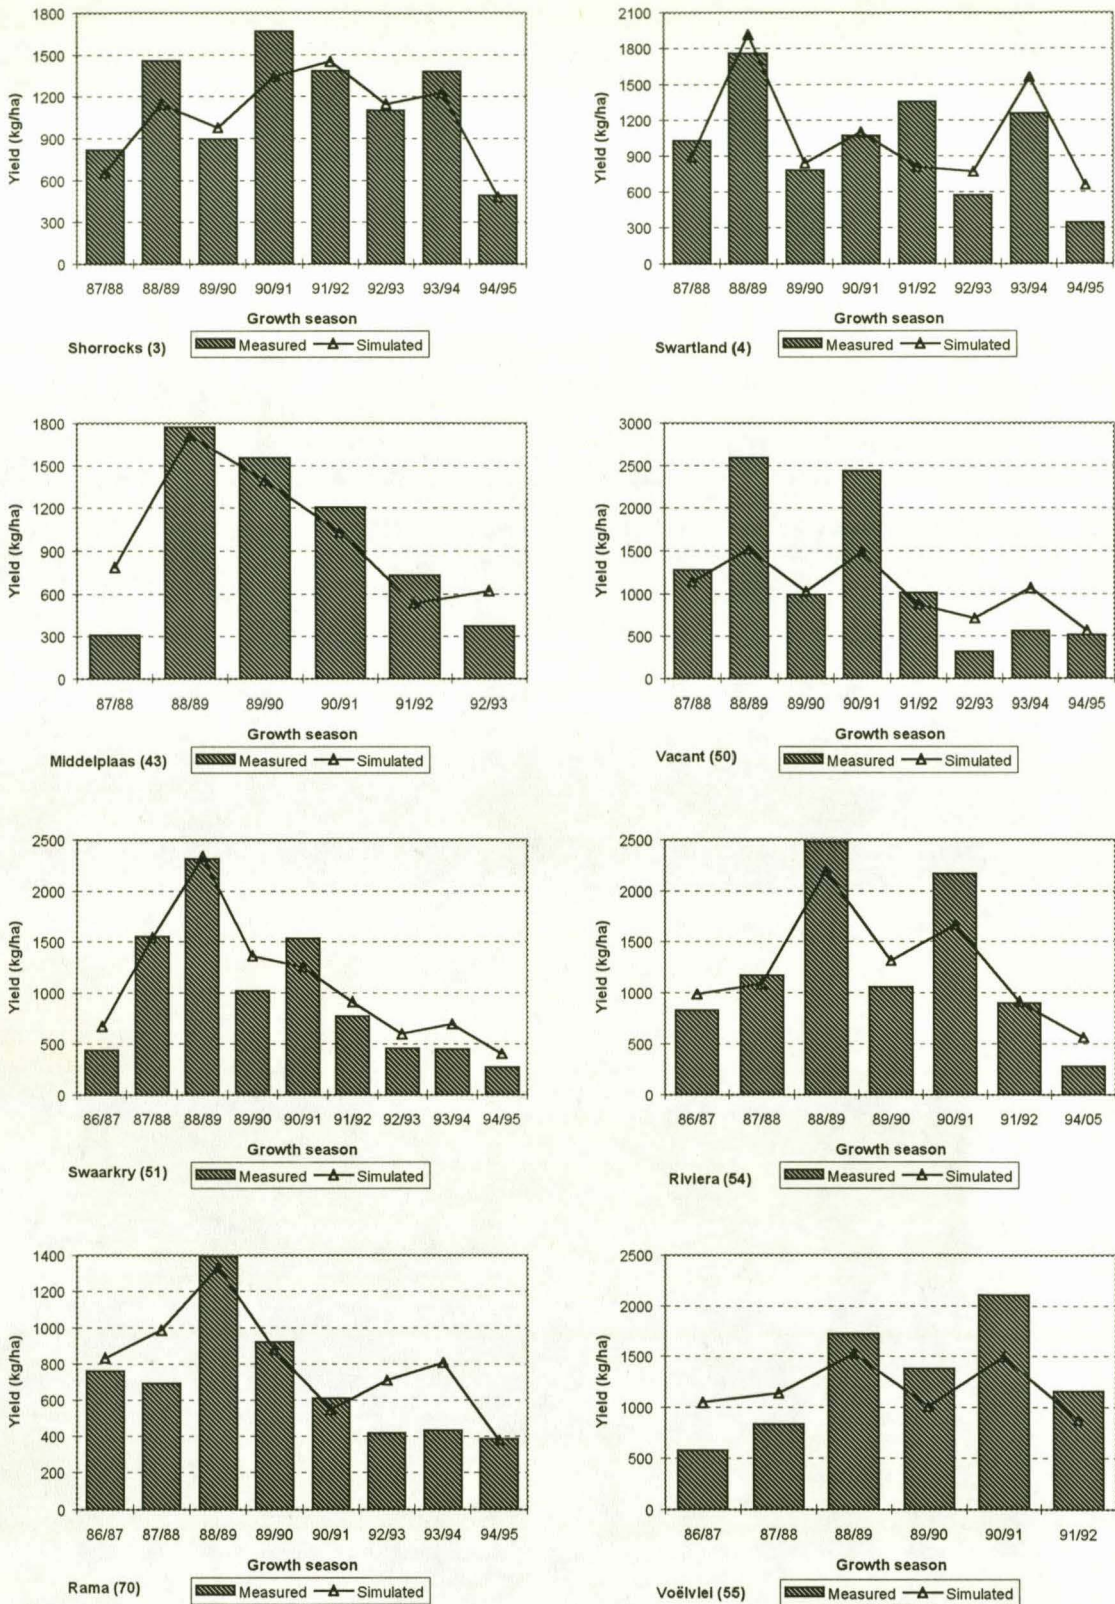 1800
1500
1200
900
600
300
0
Yield (kg/ha)
87/88 88/89 89/90 90/91 91/92 92/93 93/94 94/95
Growth season
Shorrocks (3) Measured Simulated
2100
1800
1500
1200
900
600
300
0
Yield (kg/ha)
87/88 88/89 89/90 90/91 91/92 92/93 93/94 94/95
Growth season
Swartland (4) Measured Simulated
1800
1500
1200
900
600
300
0
Yield (kg/ha)
87/88 88/89 89/90 90/91 91/92 92/93
Growth season
Middelplaas (43) Measured Simulated
3000
2500
2000
1500
1000
500
0
Yield (kg/ha)
87/88 88/89 89/90 90/91 91/92 92/93 93/94 94/95
Growth season
Vacant (50) Measured Simulated
2500
2000
1500
1000
500
0
Yield (kg/ha)
86/87 87/88 88/89 89/90 90/91 91/92 92/93 93/94 94/95
Growth season
Swaarkry (51) Measured Simulated
2500
2000
1500
1000
500
0
Yield (kg/ha)
86/87 87/88 88/89 89/90 90/91 91/92 94/05
Growth season
Riviera (54) Measured Simulated
1400
1200
1000
800
600
400
200
0
Yield (kg/ha)
86/87 87/88 88/89 89/90 90/91 92/93 93/94 94/95
Growth season
Rama (70) Measured Simulated
2500
2000
1500
1000
500
0
Yield (kg/ha)
86/87 87/88 88/89 89/90 90/91 91/92
Growth season
Voëlvlei (55) Measured Simulated